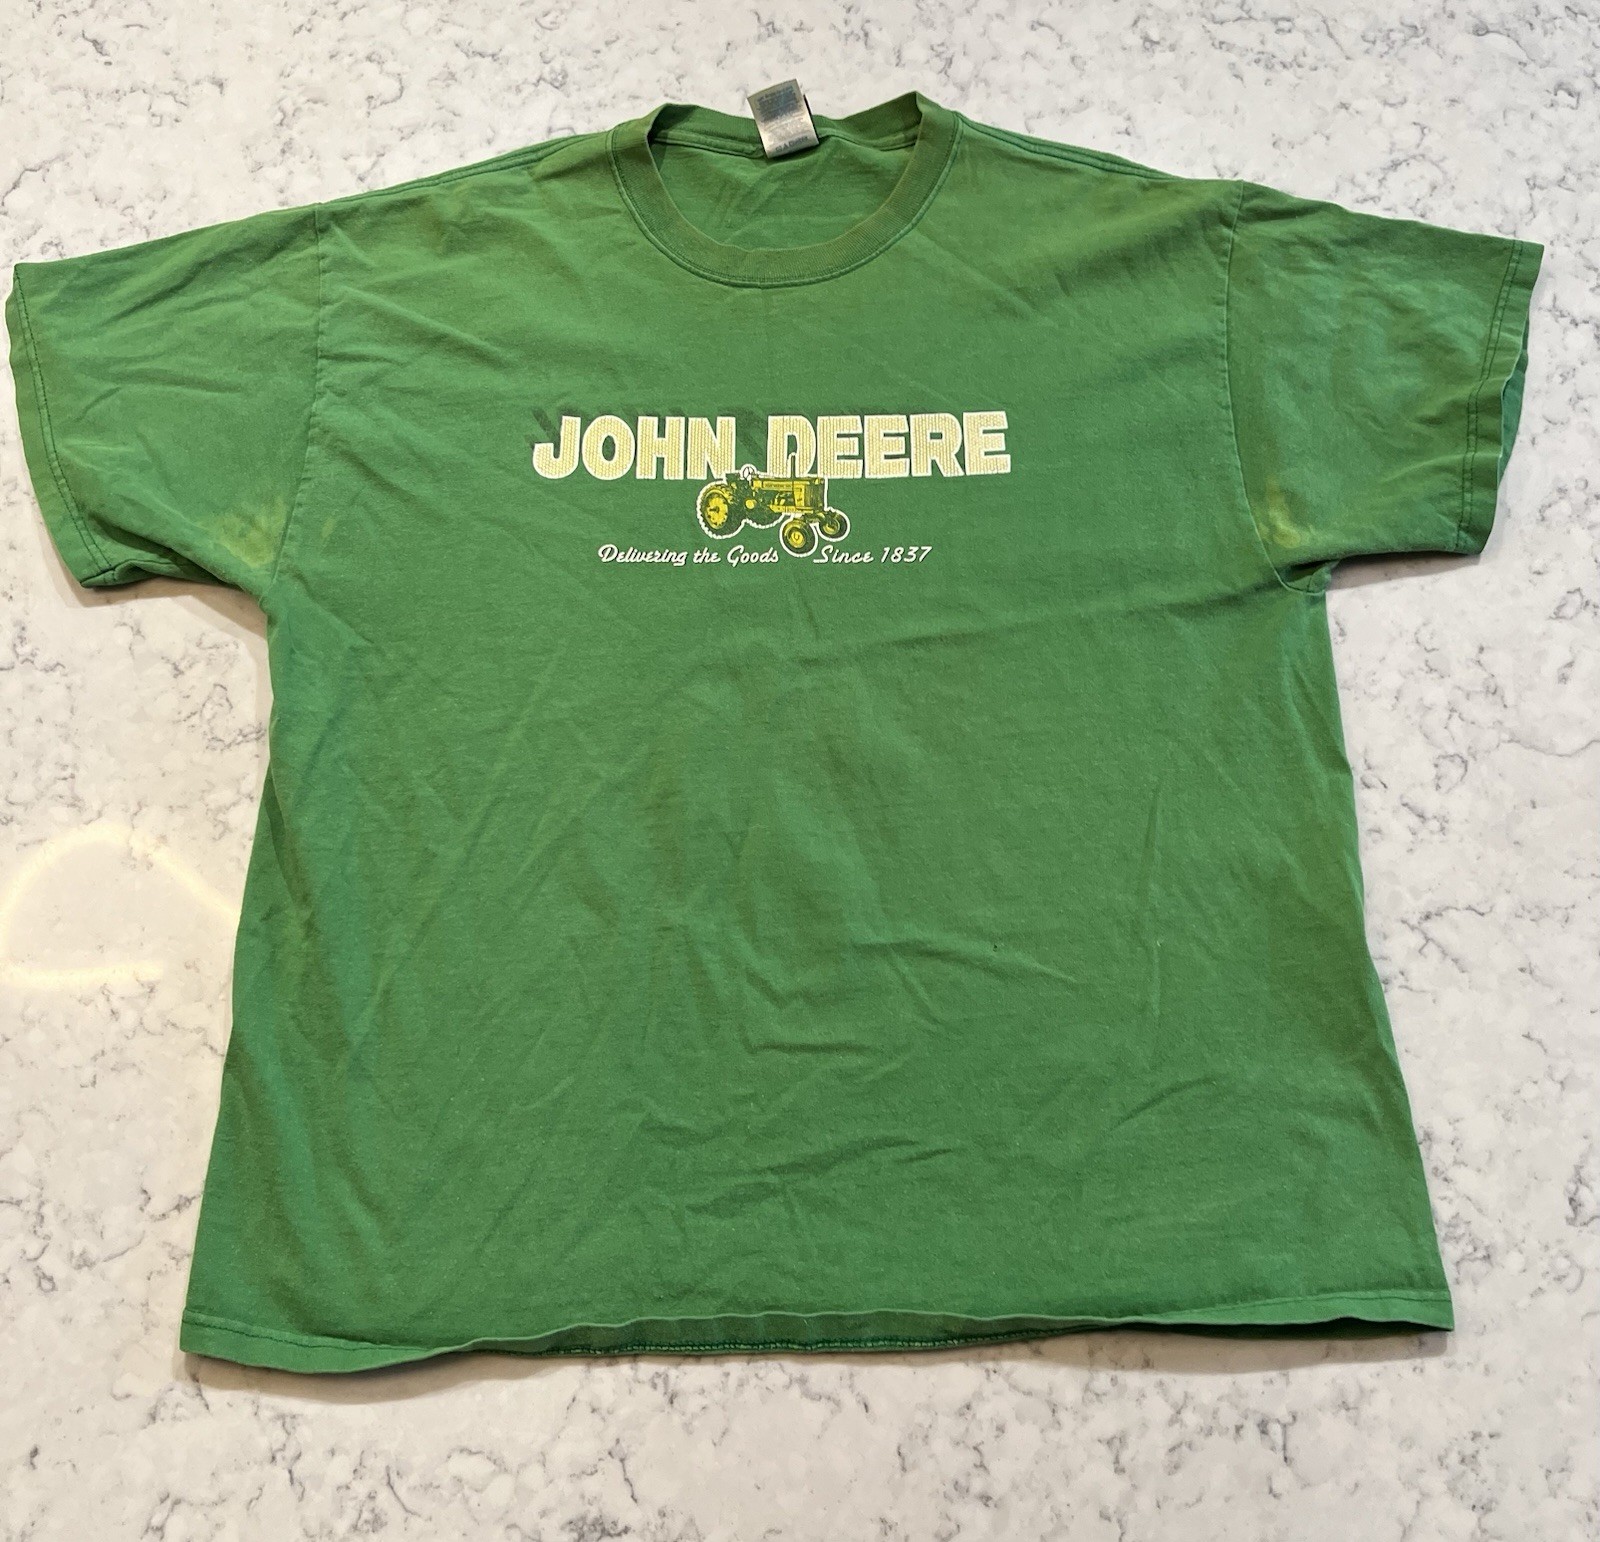 JOHN DEERE
Delivering the Goods Since 1837